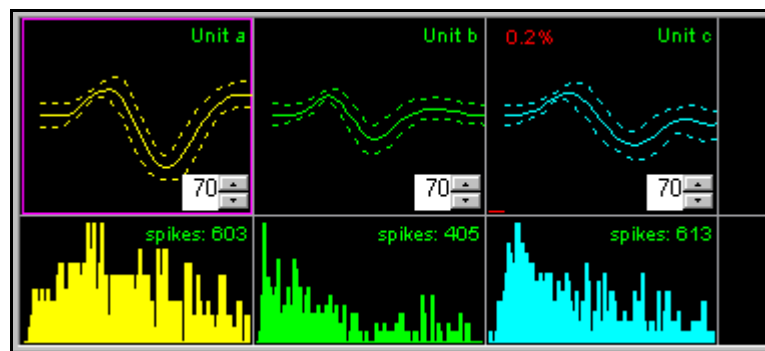 Unit a
Unit b
0.2% Unit c
70
70
70
spikes: 603
spikes: 405
spikes: 613